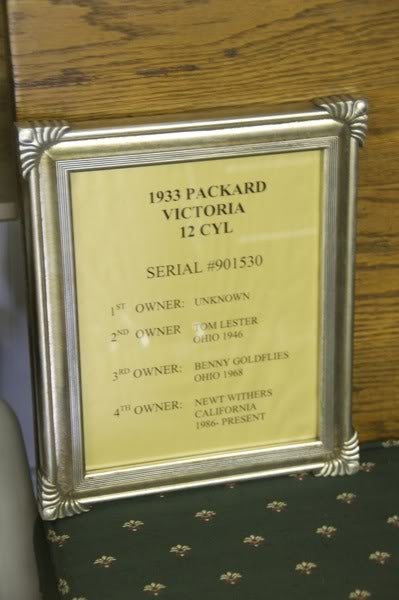 1933 PACKARD
VICTORIA
12 CYL
SERIAL #901530
1ST OWNER: UNKNOWN
2ND OWNER TOM LESTER
OHIO 1946
3RD OWNER: BENNY GOLDFLIES
OHIO 1968
4TH OWNER: NEWT WITHERS
CALIFORNIA
1986- PRESENT